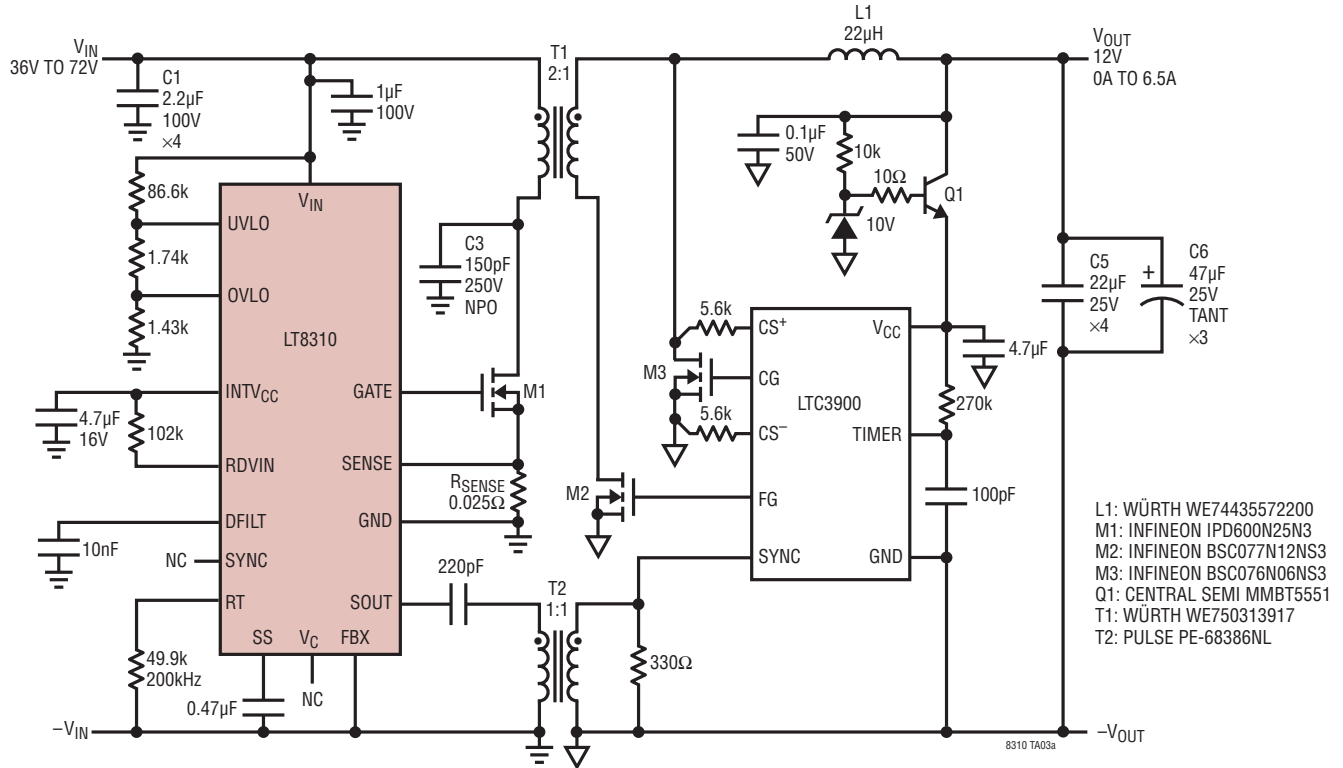 VIN
36V TO 72V
C1
2.2µF
100V
×4
1µF
100V
T1
2:1
L1
22µH
VOUT
12V
0A TO 6.5A
86.6k
1.74k
1.43k
VIN
UVLO
OVLO
LT8310
INTVCC
GATE
RDVIN
SENSE
DFILT
GND
SYNC
RT
SOUT
SS
VC
FBX
4.7µF
16V
102k
10nF
NC
49.9k
200kHz
0.47µF
NC
C3
150pF
250V
NPO
M1
RSENSE
0.025Ω
220pF
T2
1:1
330Ω
0.1µF
50V
10k
10Ω
10V
Q1
5.6k
M3
5.6k
M2
CS+
VCC
CG
LTC3900
CS−
TIMER
FG
SYNC
GND
4.7µF
270k
100pF
C5
22µF
25V
×4
+
C6
47µF
25V
TANT
×3
L1: WÜRTH WE74435572200
M1: INFINEON IPD600N25N3
M2: INFINEON BSC077N12NS3
M3: INFINEON BSC076N06NS3
Q1: CENTRAL SEMI MMBT5551
T1: WÜRTH WE750313917
T2: PULSE PE-68386NL
−VIN
−VOUT
8310 TA03a